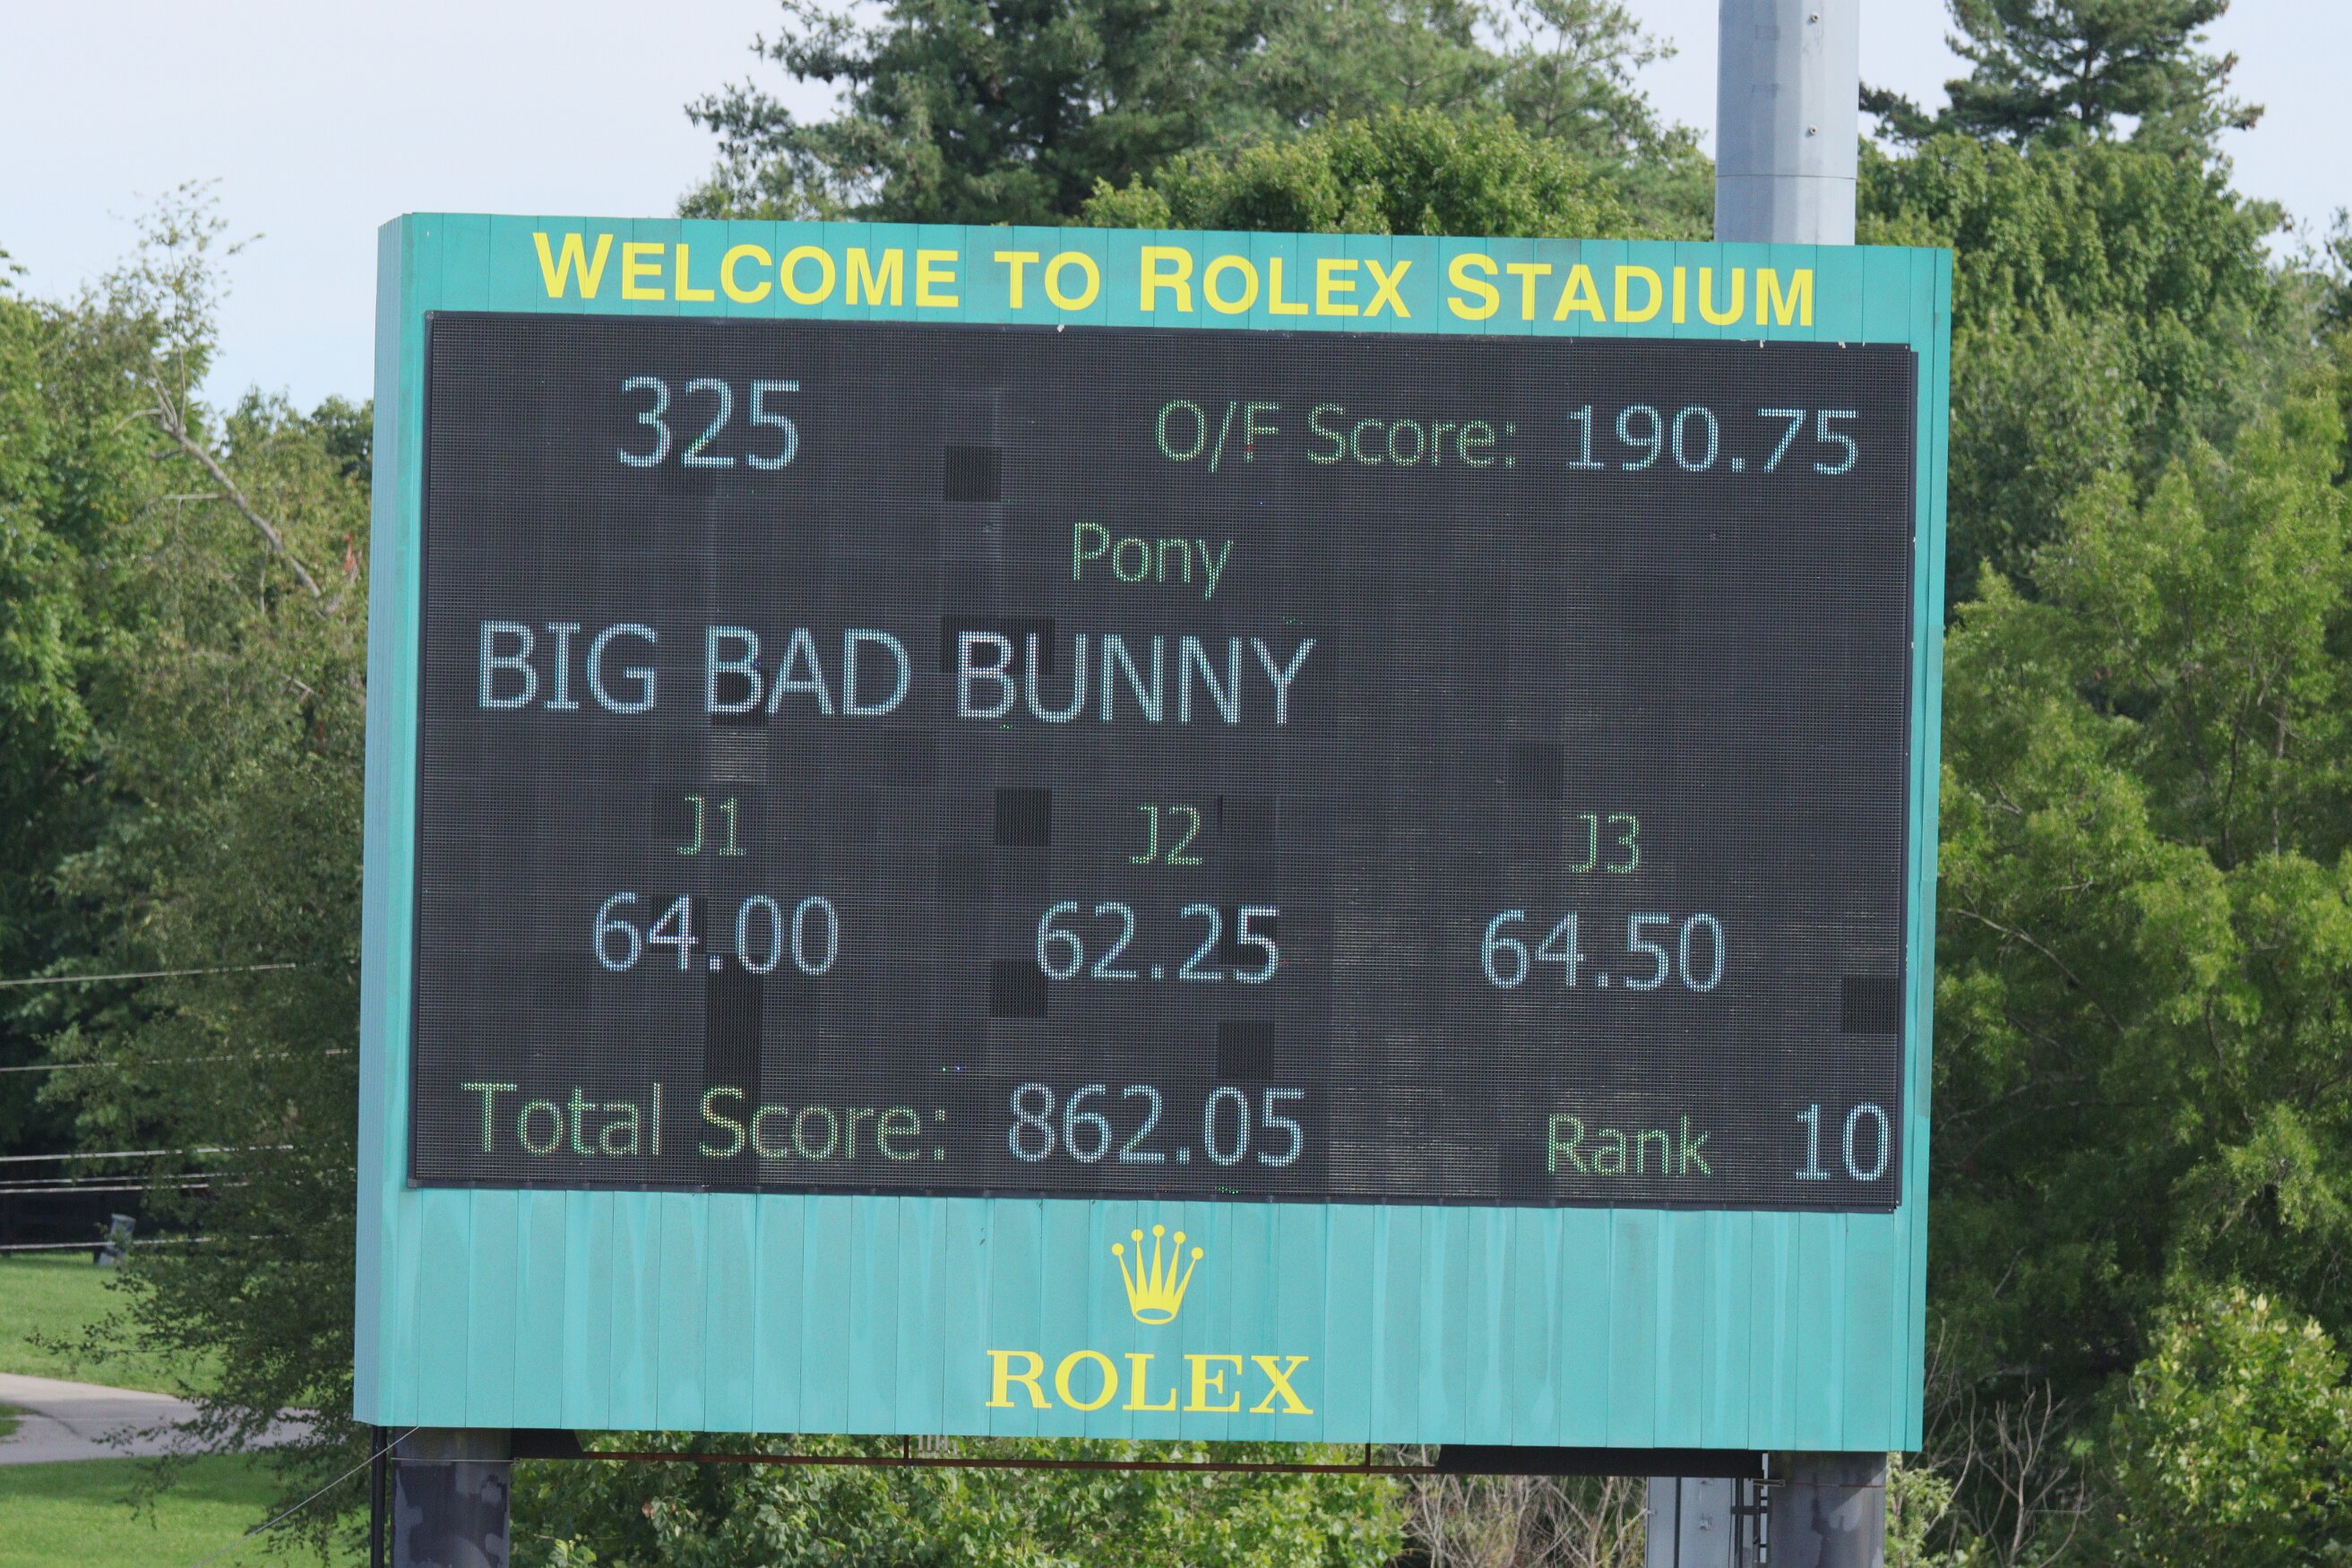 WELCOME TO ROLEX STADIUM
325 O/F Score: 190.75
Pony
BIG BAD BUNNY
J1 J2 J3
64.00 62.25 64.50
Total Score: 862.05 Rank 10
ROLEX